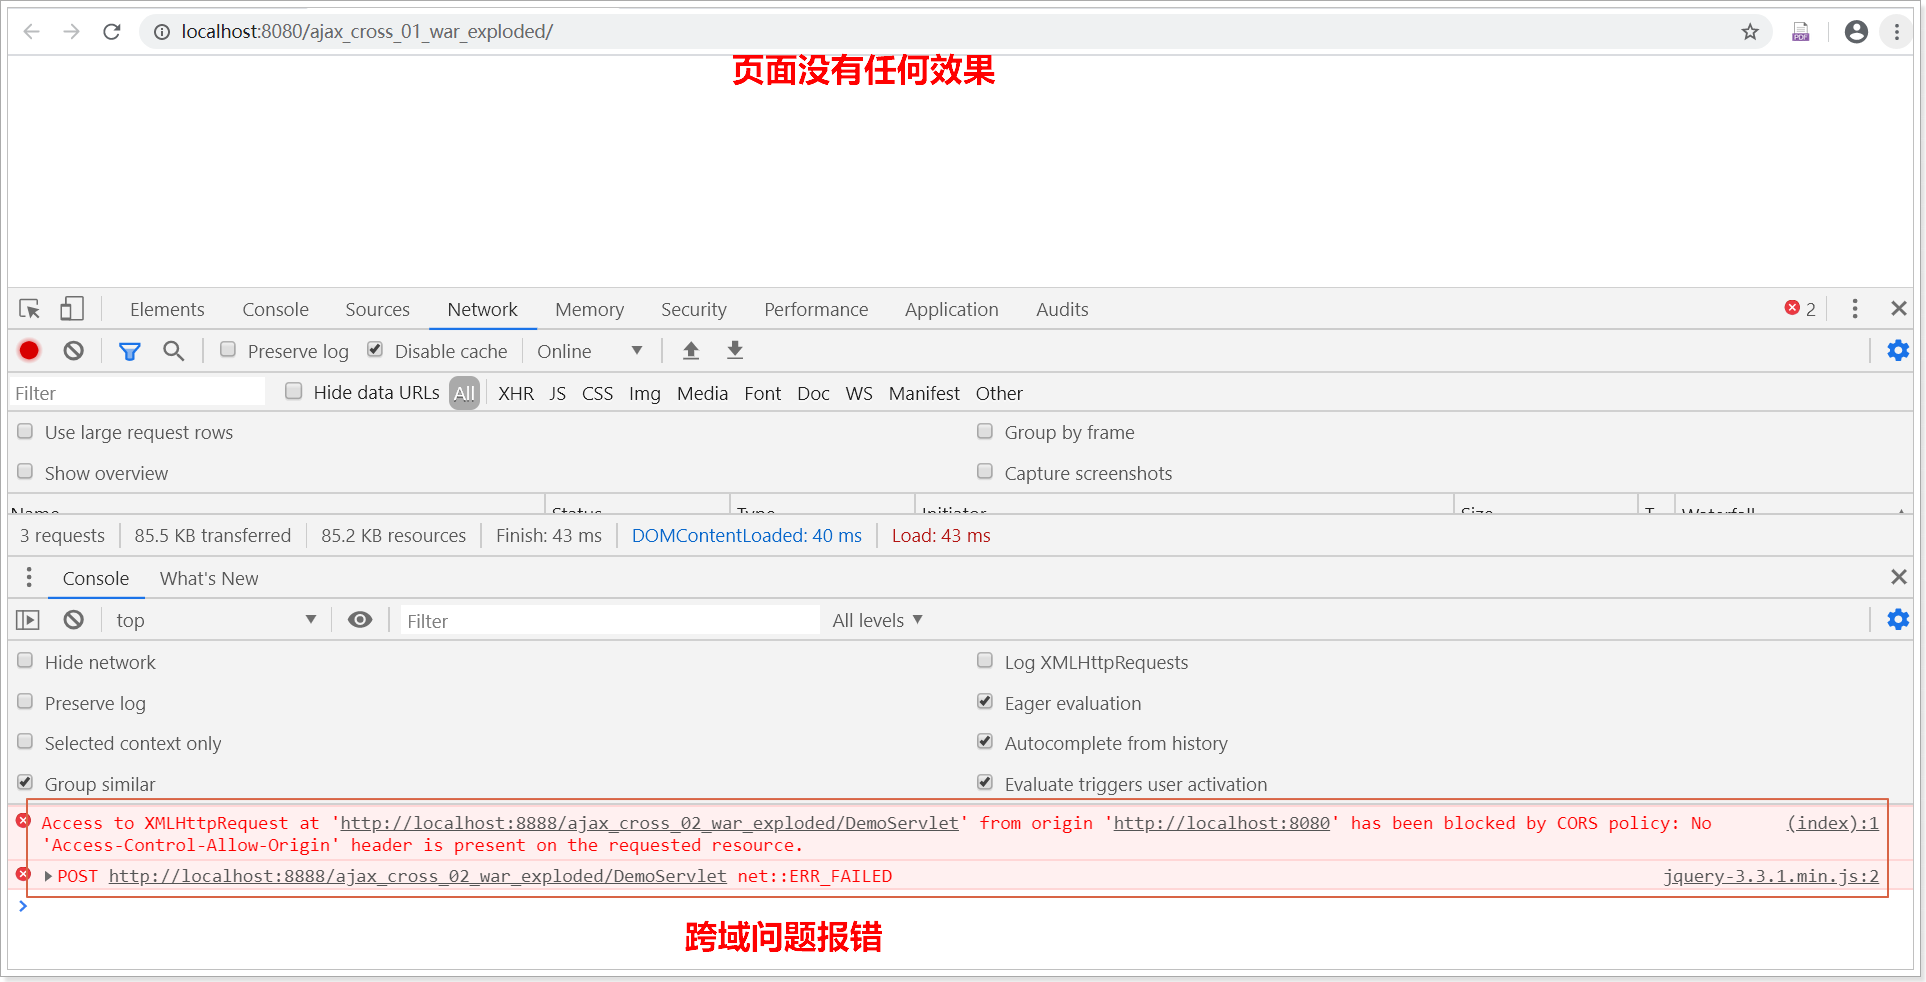 localhost:8080/ajax_cross_01_war_exploded/
PDF
页面没有任何效果
Elements Console Sources Network Memory Security Performance Application Audits 2
Preserve log Disable cache Online
Filter Hide data URLs All XHR JS CSS Img Media Font Doc WS Manifest Other
Use large request rows Group by frame
Show overview Capture screenshots
Name Status Type Initiator Size T... Waterfall
3 requests 85.5 KB transferred 85.2 KB resources Finish: 43 ms DOMContentLoaded: 40 ms Load: 43 ms
Console What's New
top Filter All levels
Hide network Log XMLHttpRequests
Preserve log Eager evaluation
Selected context only Autocomplete from history
Group similar Evaluate triggers user activation
Access to XMLHttpRequest at 'http://localhost:8888/ajax_cross_02_war_exploded/DemoServlet' from origin 'http://localhost:8080' has been blocked by CORS policy: No (index):1
'Access-Control-Allow-Origin' header is present on the requested resource.
POST http://localhost:8888/ajax_cross_02_war_exploded/DemoServlet net::ERR_FAILED jquery-3.3.1.min.js:2
跨域问题报错